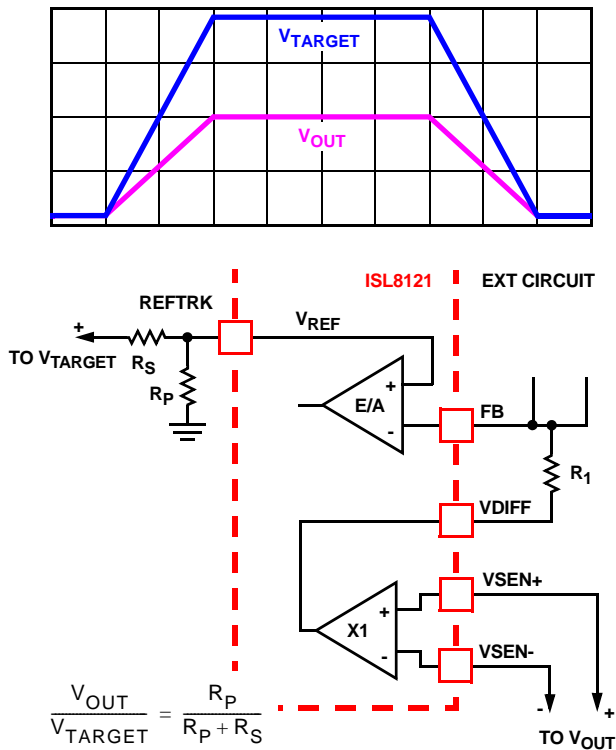 VTARGET
VOUT
ISL8121 EXT CIRCUIT
REFTRK
VREF
+
TO VTARGET
RS
RP
+
E/A
-
FB
R1
VDIFF
VSEN+
+
X1
-
VSEN-
- +
TO VOUT
VOUT / VTARGET = RP / RP + RS